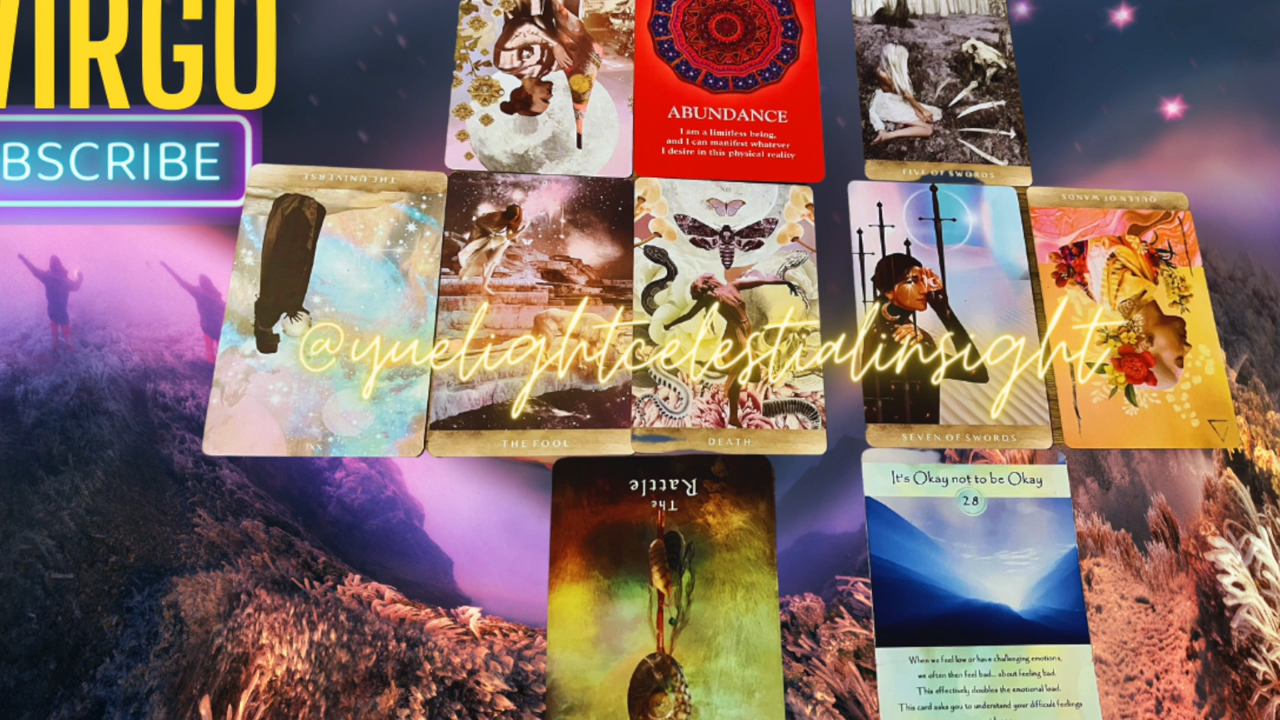 VIRGO
BSCRIBE
ABUNDANCE
I am a limitless being,
and I can manifest whatever
I desire in this physical reality
FIVE OF SWORDS
THE UNIVERSE
QUEEN OF WANDS
XIII
@yuelightcelestialinsight
XXI
THE FOOL
DEATH
SEVEN OF SWORDS
The
Rattle
It's Okay not to be Okay
28
When we feel low or have challenging emotions,
we often then feel bad... about feeling bad.
This effectively doubles the emotional load.
This card asks you to understand your difficult feelings